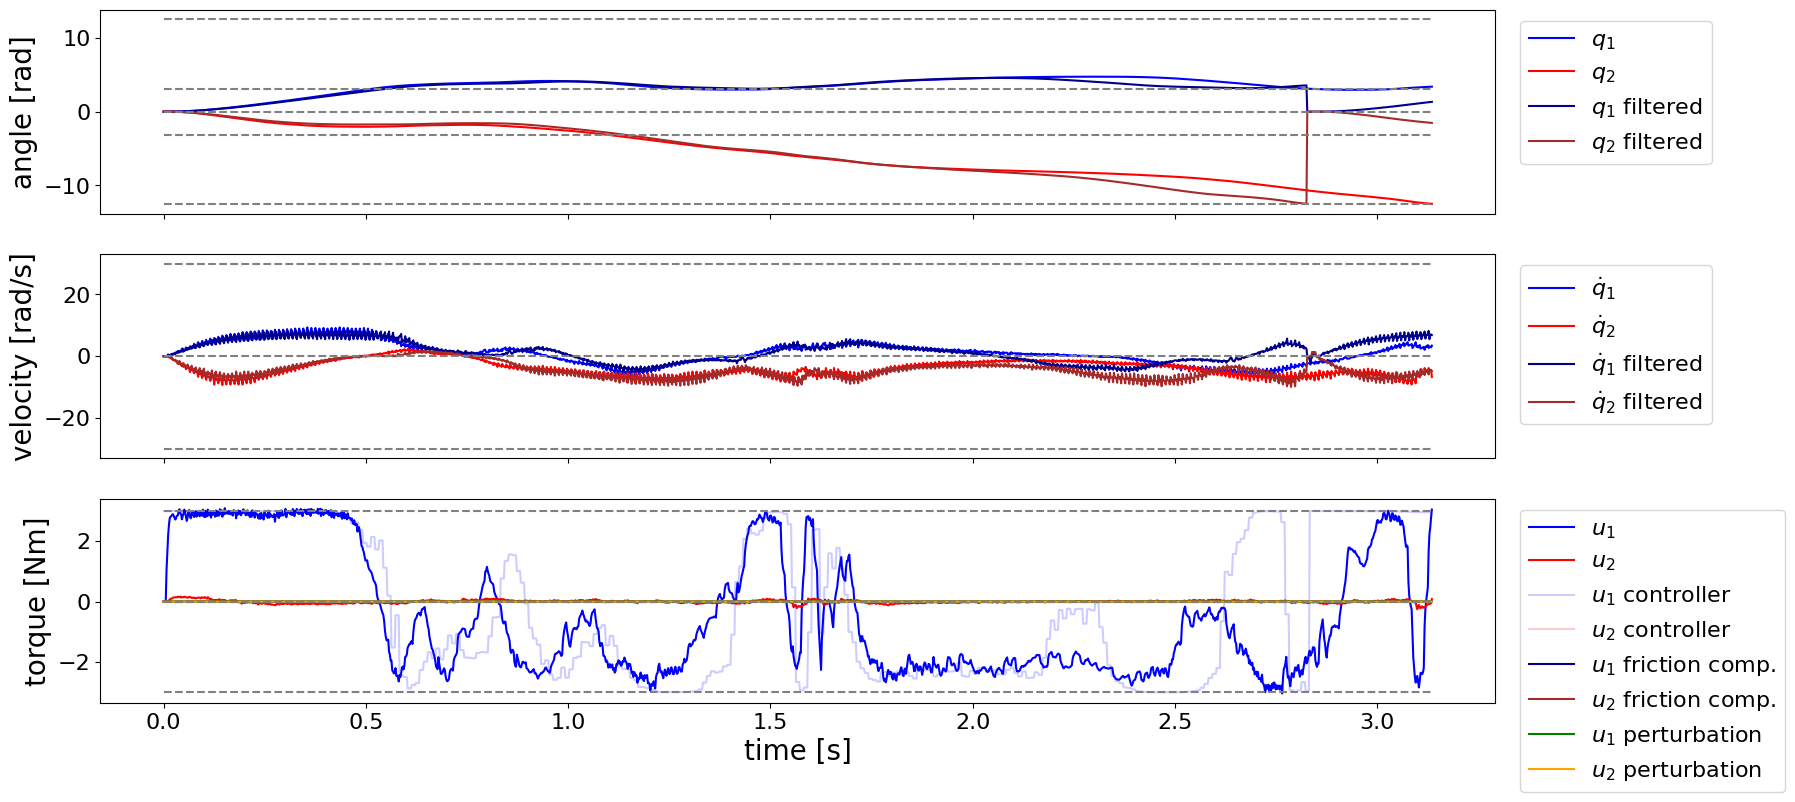 angle [rad]
10
0
−10
q₁
q₂
q₁ filtered
q₂ filtered
velocity [rad/s]
20
0
−20
q̇₁
q̇₂
q̇₁ filtered
q̇₂ filtered
torque [Nm]
2
0
−2
0.0 0.5 1.0 1.5 2.0 2.5 3.0
time [s]
u₁
u₂
u₁ controller
u₂ controller
u₁ friction comp.
u₂ friction comp.
u₁ perturbation
u₂ perturbation